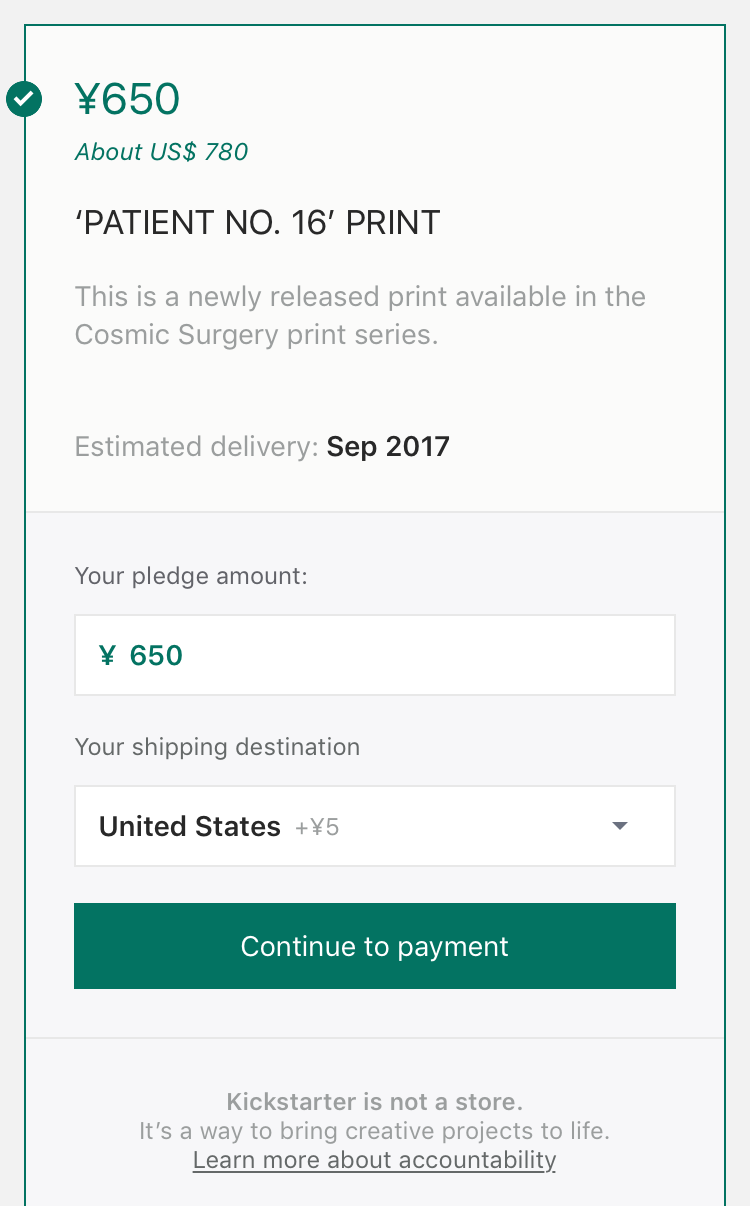 ¥650
About US$ 780
‘PATIENT NO. 16’ PRINT
This is a newly released print available in the
Cosmic Surgery print series.
Estimated delivery: Sep 2017
Your pledge amount:
¥ 650
Your shipping destination
United States +¥5
Continue to payment
Kickstarter is not a store.
It’s a way to bring creative projects to life.
Learn more about accountability